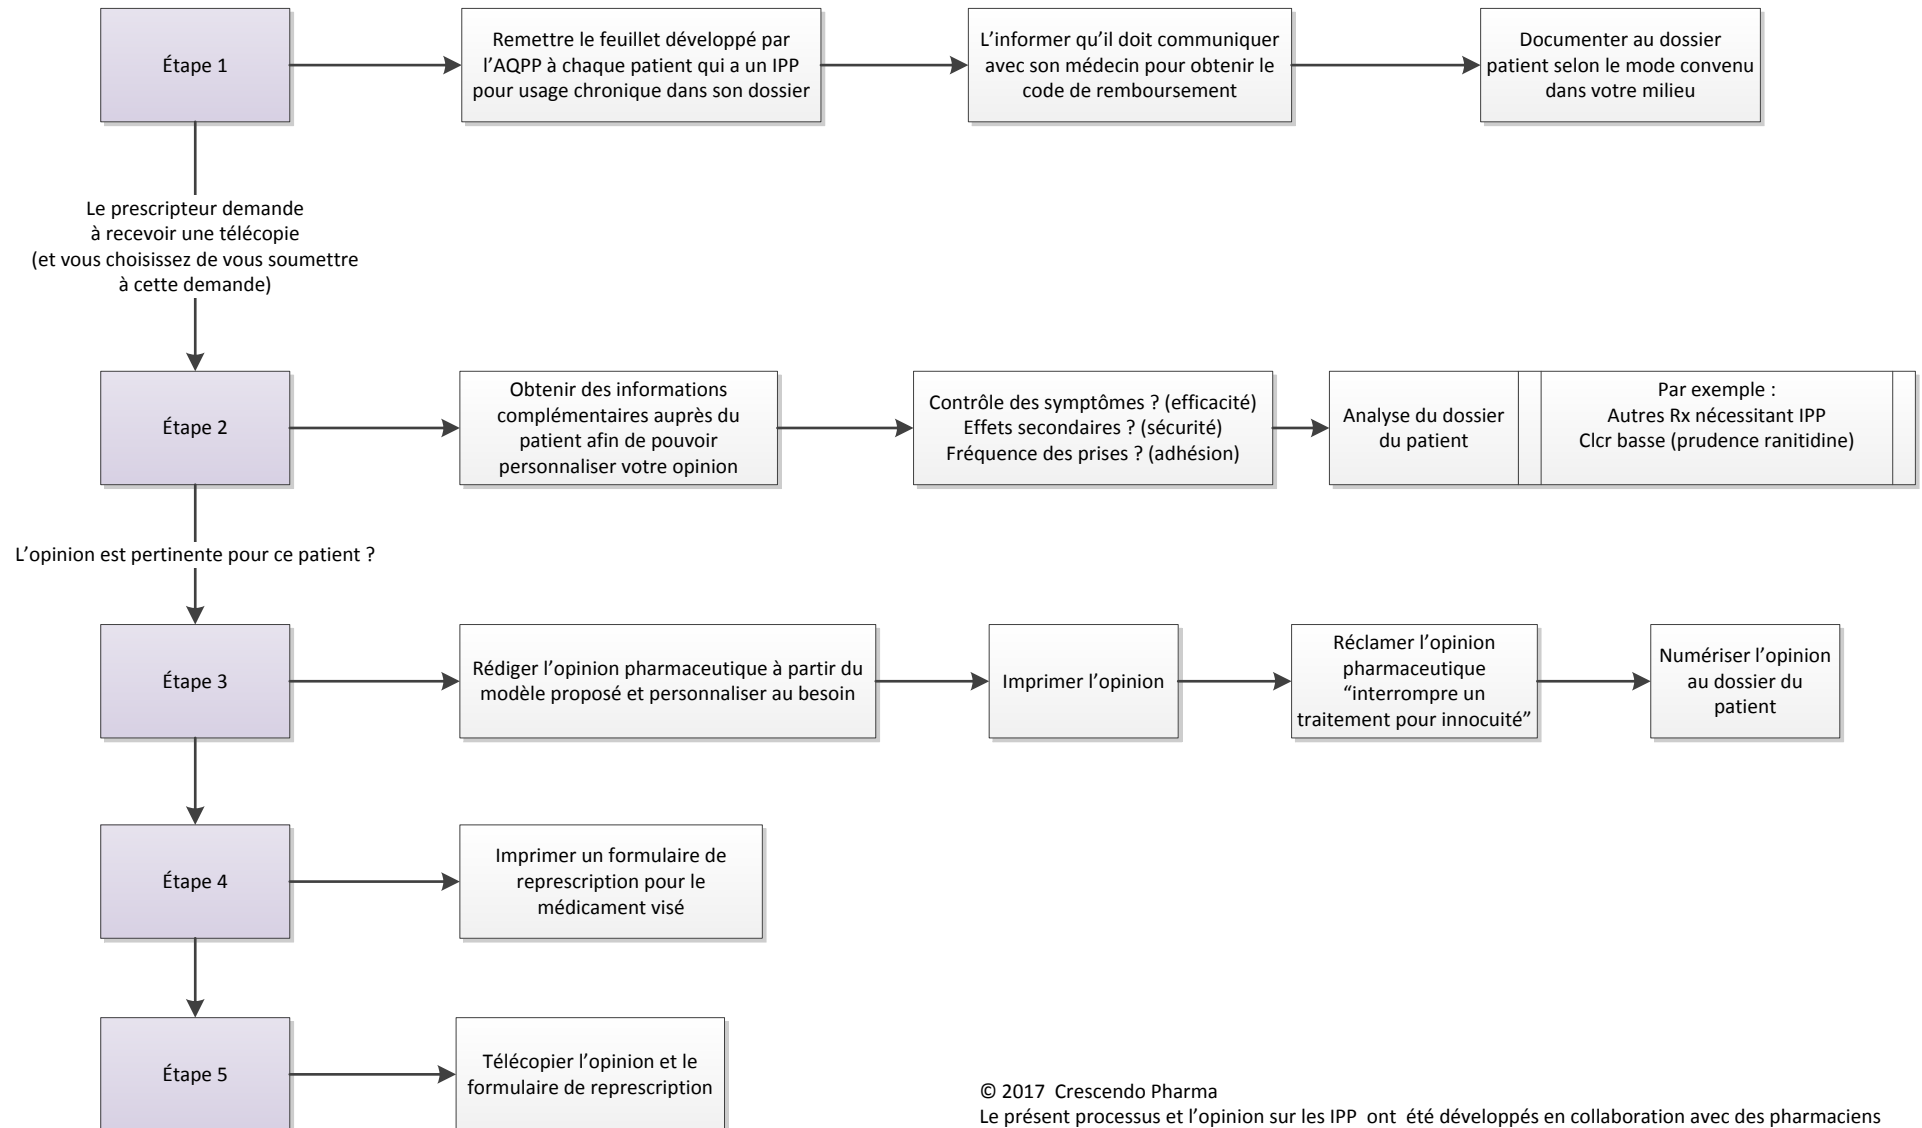 Étape 1
Remettre le feuillet développé par
l’AQPP à chaque patient qui a un IPP
pour usage chronique dans son dossier
L’informer qu’il doit communiquer
avec son médecin pour obtenir le
code de remboursement
Documenter au dossier
patient selon le mode convenu
dans votre milieu
Le prescripteur demande
à recevoir une télécopie
(et vous choisissez de vous soumettre
à cette demande)
Étape 2
Obtenir des informations
complémentaires auprès du
patient afin de pouvoir
personnaliser votre opinion
Contrôle des symptômes ? (efficacité)
Effets secondaires ? (sécurité)
Fréquence des prises ? (adhésion)
Analyse du dossier
du patient
Par exemple :
Autres Rx nécessitant IPP
Clcr basse (prudence ranitidine)
L’opinion est pertinente pour ce patient ?
Étape 3
Rédiger l’opinion pharmaceutique à partir du
modèle proposé et personnaliser au besoin
Imprimer l’opinion
Réclamer l’opinion
pharmaceutique
“interrompre un
traitement pour innocuité”
Numériser l’opinion
au dossier du
patient
Étape 4
Imprimer un formulaire de
represcription pour le
médicament visé
Étape 5
Télécopier l’opinion et le
formulaire de represcription
© 2017 Crescendo Pharma
Le présent processus et l’opinion sur les IPP ont été développés en collaboration avec des pharmaciens